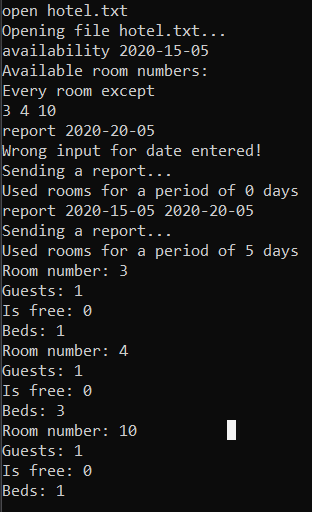 open hotel.txt
Opening file hotel.txt...
availability 2020-15-05
Available room numbers:
Every room except
3 4 10
report 2020-20-05
Wrong input for date entered!
Sending a report...
Used rooms for a period of 0 days
report 2020-15-05 2020-20-05
Sending a report...
Used rooms for a period of 5 days
Room number: 3
Guests: 1
Is free: 0
Beds: 1
Room number: 4
Guests: 1
Is free: 0
Beds: 3
Room number: 10
Guests: 1
Is free: 0
Beds: 1